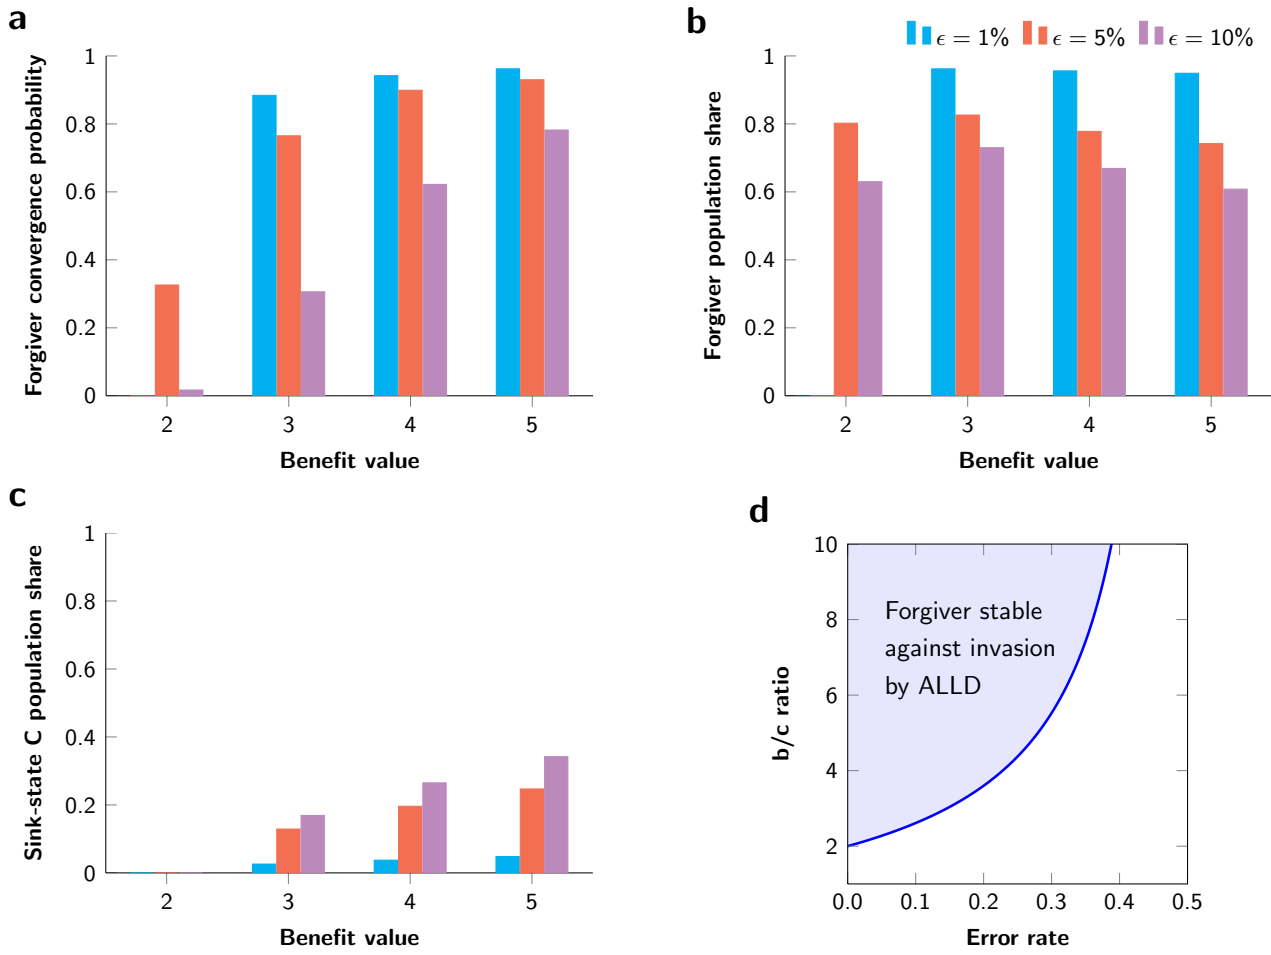 a
Forgiver convergence probability
1
0.8
0.6
0.4
0.2
0
2 3 4 5
Benefit value
b
ϵ = 1% ϵ = 5% ϵ = 10%
Forgiver population share
1
0.8
0.6
0.4
0.2
0
2 3 4 5
Benefit value
c
Sink-state C population share
1
0.8
0.6
0.4
0.2
0
2 3 4 5
Benefit value
d
b/c ratio
10
8
6
4
2
Forgiver stable
against invasion
by ALLD
0.0 0.1 0.2 0.3 0.4 0.5
Error rate